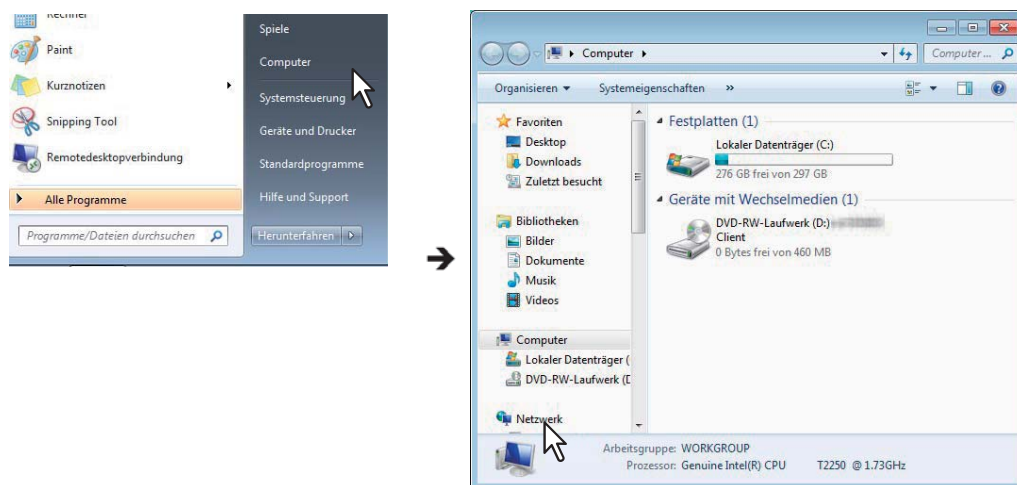 Rechner
Paint
Kurznotizen
Snipping Tool
Remotedesktopverbindung
Alle Programme
Programme/Dateien durchsuchen
Spiele
Computer
Systemsteuerung
Geräte und Drucker
Standardprogramme
Hilfe und Support
Herunterfahren
Computer
Computer ...
Organisieren
Systemeigenschaften
»
Favoriten
Desktop
Downloads
Zuletzt besucht
Bibliotheken
Bilder
Dokumente
Musik
Videos
Computer
Lokaler Datenträger (
DVD-RW-Laufwerk (D
Netzwerk
Festplatten (1)
Lokaler Datenträger (C:)
276 GB frei von 297 GB
Geräte mit Wechselmedien (1)
DVD-RW-Laufwerk (D:)
Client
0 Bytes frei von 460 MB
Arbeitsgruppe: WORKGROUP
Prozessor: Genuine Intel(R) CPU T2250 @ 1.73GHz